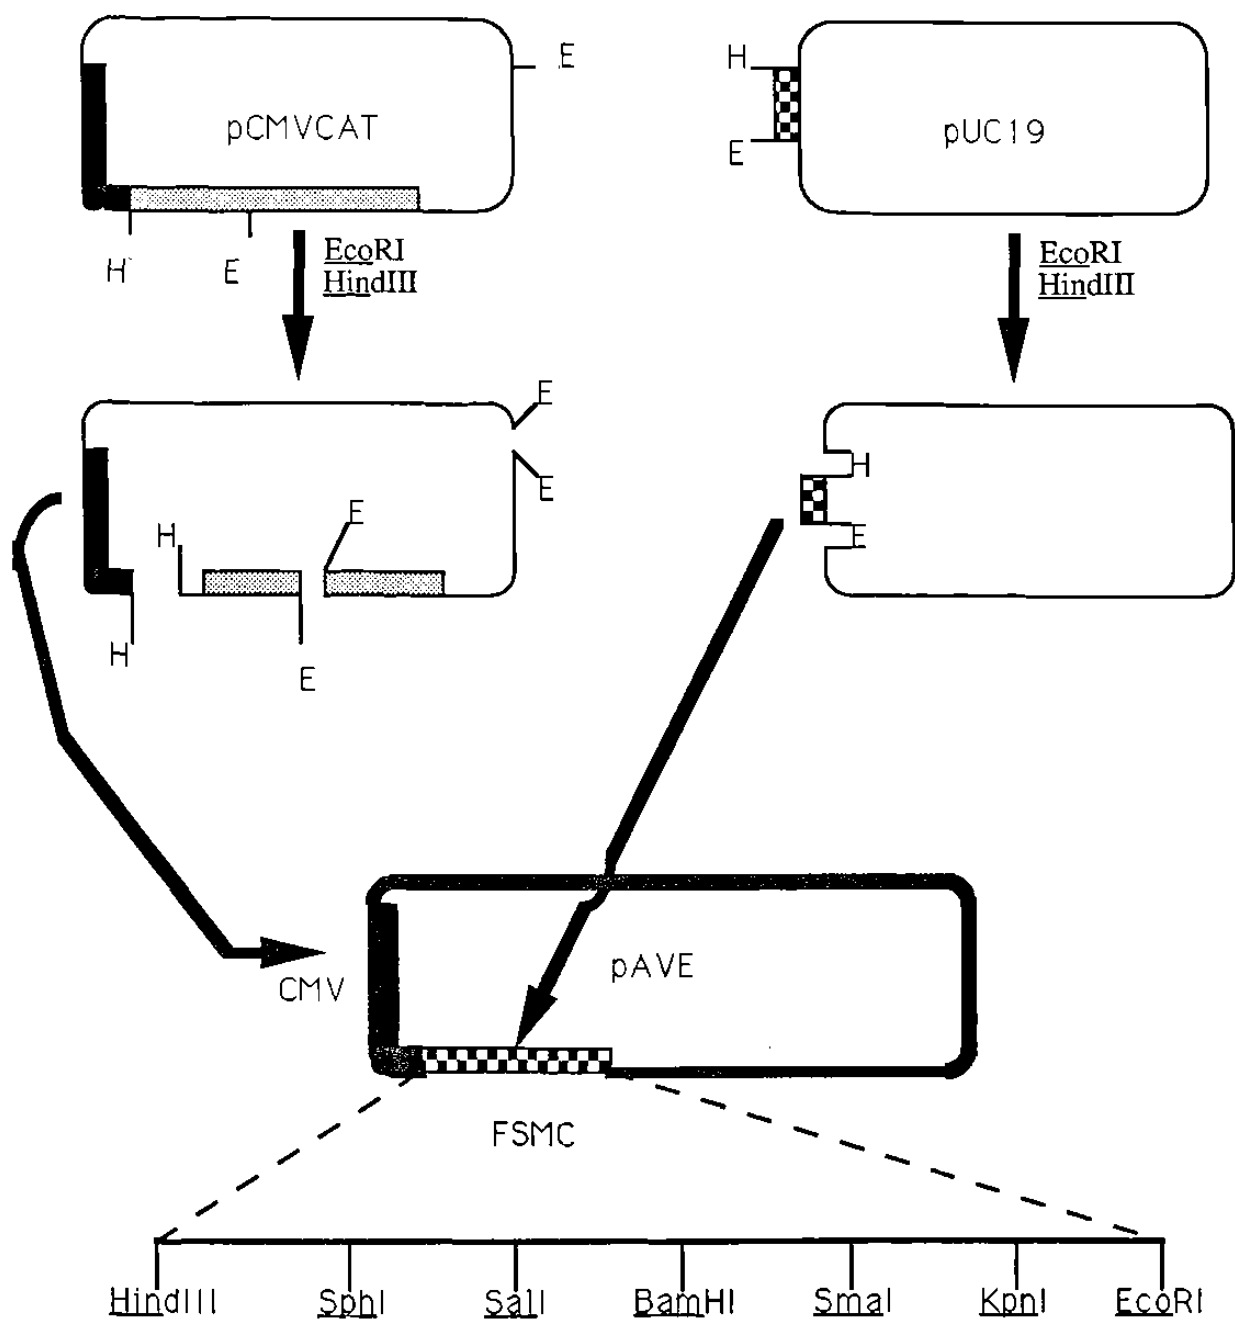 E
H
pCMVCAT
pUC19
E
H
E
EcoRI
HindIII
EcoRI
HindIII
E
H
E
E
H
E
H
E
pAVE
CMV
FSMC
HindIII
SphI
SalI
BamHI
SmaI
KpnI
EcoRI